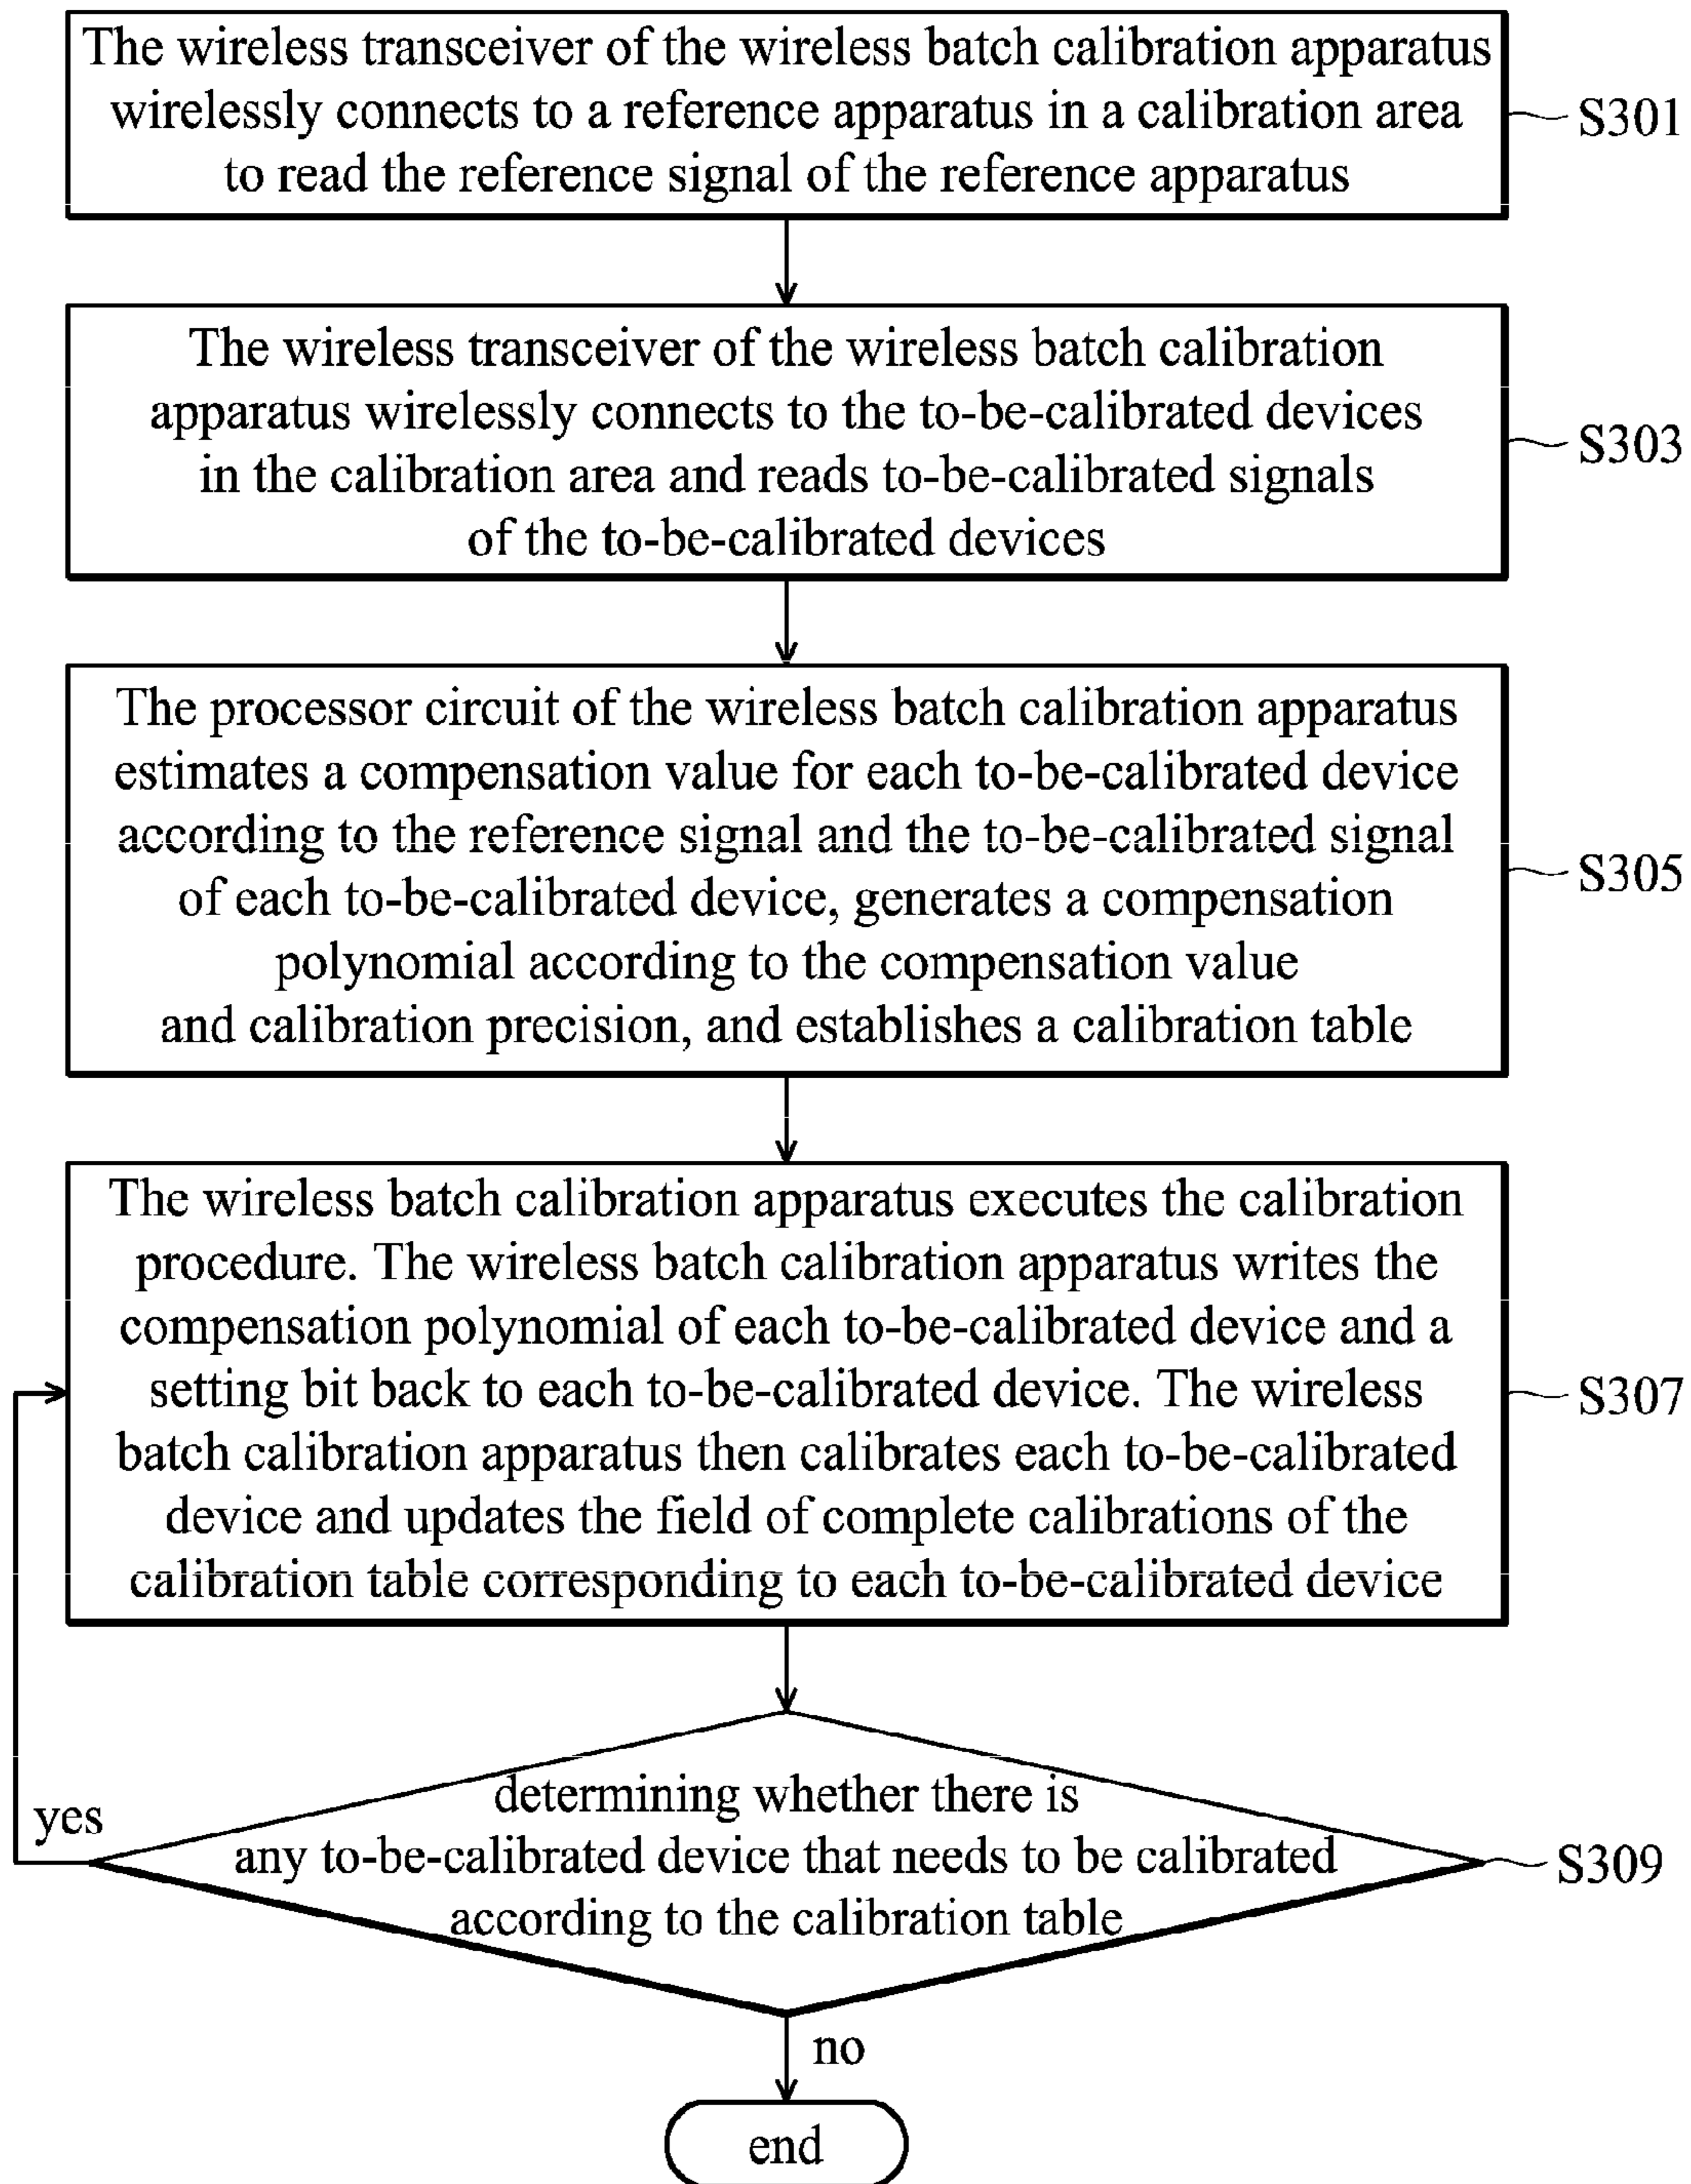 The wireless transceiver of the wireless batch calibration apparatus
wirelessly connects to a reference apparatus in a calibration area
to read the reference signal of the reference apparatus
S301
The wireless transceiver of the wireless batch calibration
apparatus wirelessly connects to the to-be-calibrated devices
in the calibration area and reads to-be-calibrated signals
of the to-be-calibrated devices
S303
The processor circuit of the wireless batch calibration apparatus
estimates a compensation value for each to-be-calibrated device
according to the reference signal and the to-be-calibrated signal
of each to-be-calibrated device, generates a compensation
polynomial according to the compensation value
and calibration precision, and establishes a calibration table
S305
The wireless batch calibration apparatus executes the calibration
procedure. The wireless batch calibration apparatus writes the
compensation polynomial of each to-be-calibrated device and a
setting bit back to each to-be-calibrated device. The wireless
batch calibration apparatus then calibrates each to-be-calibrated
device and updates the field of complete calibrations of the
calibration table corresponding to each to-be-calibrated device
S307
determining whether there is
any to-be-calibrated device that needs to be calibrated
according to the calibration table
S309
yes
no
end